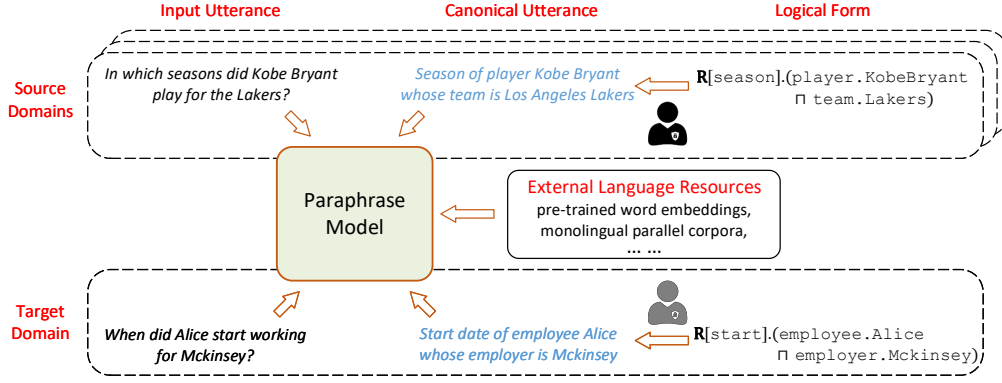 Input Utterance
Canonical Utterance
Logical Form
Source
Domains
In which seasons did Kobe Bryant
play for the Lakers?
Season of player Kobe Bryant
whose team is Los Angeles Lakers
R[season].(player.KobeBryant
⊓ team.Lakers)
Paraphrase
Model
External Language Resources
pre-trained word embeddings,
monolingual parallel corpora,
... ...
Target
Domain
When did Alice start working
for Mckinsey?
Start date of employee Alice
whose employer is Mckinsey
R[start].(employee.Alice
⊓ employer.Mckinsey)